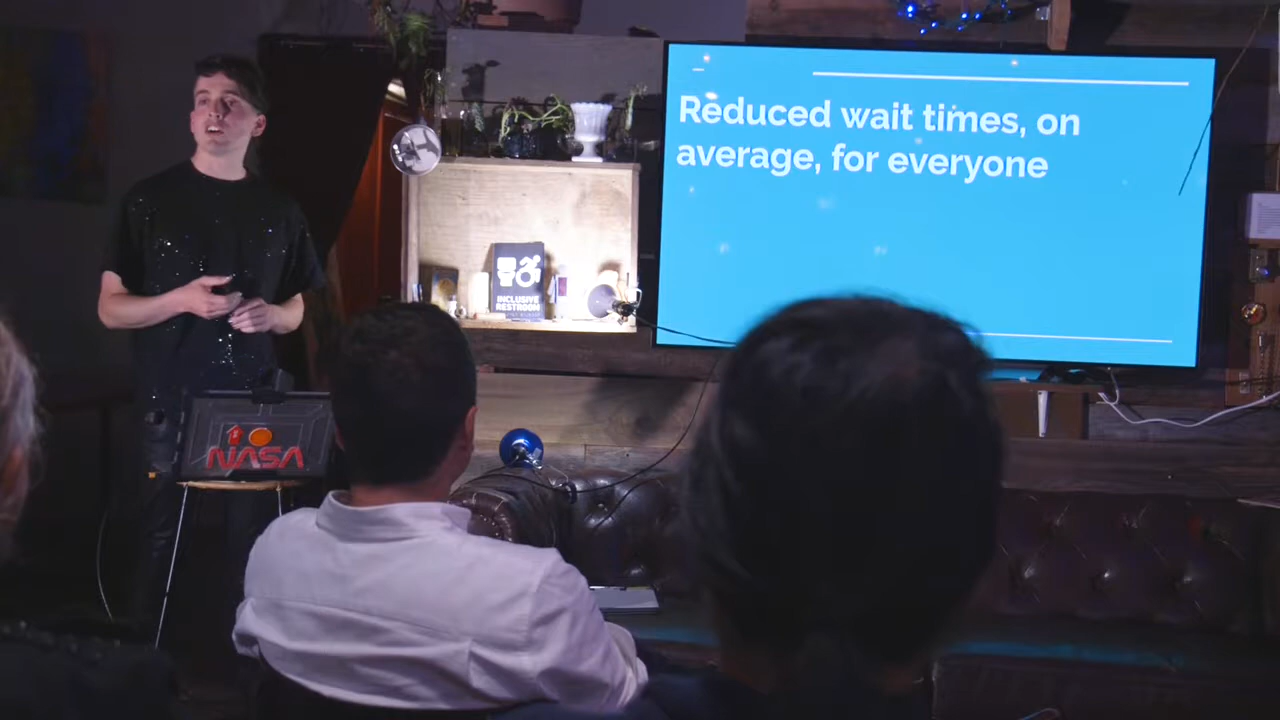 Reduced wait times, on
average, for everyone
INCLUSIVE
RESTROOM
NASA